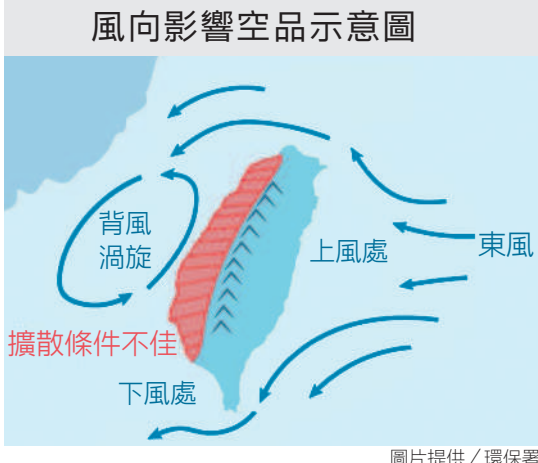 風向影響空品示意圖
背風
渦旋
上風處
東風
擴散條件不佳
下風處
圖片提供/環保署